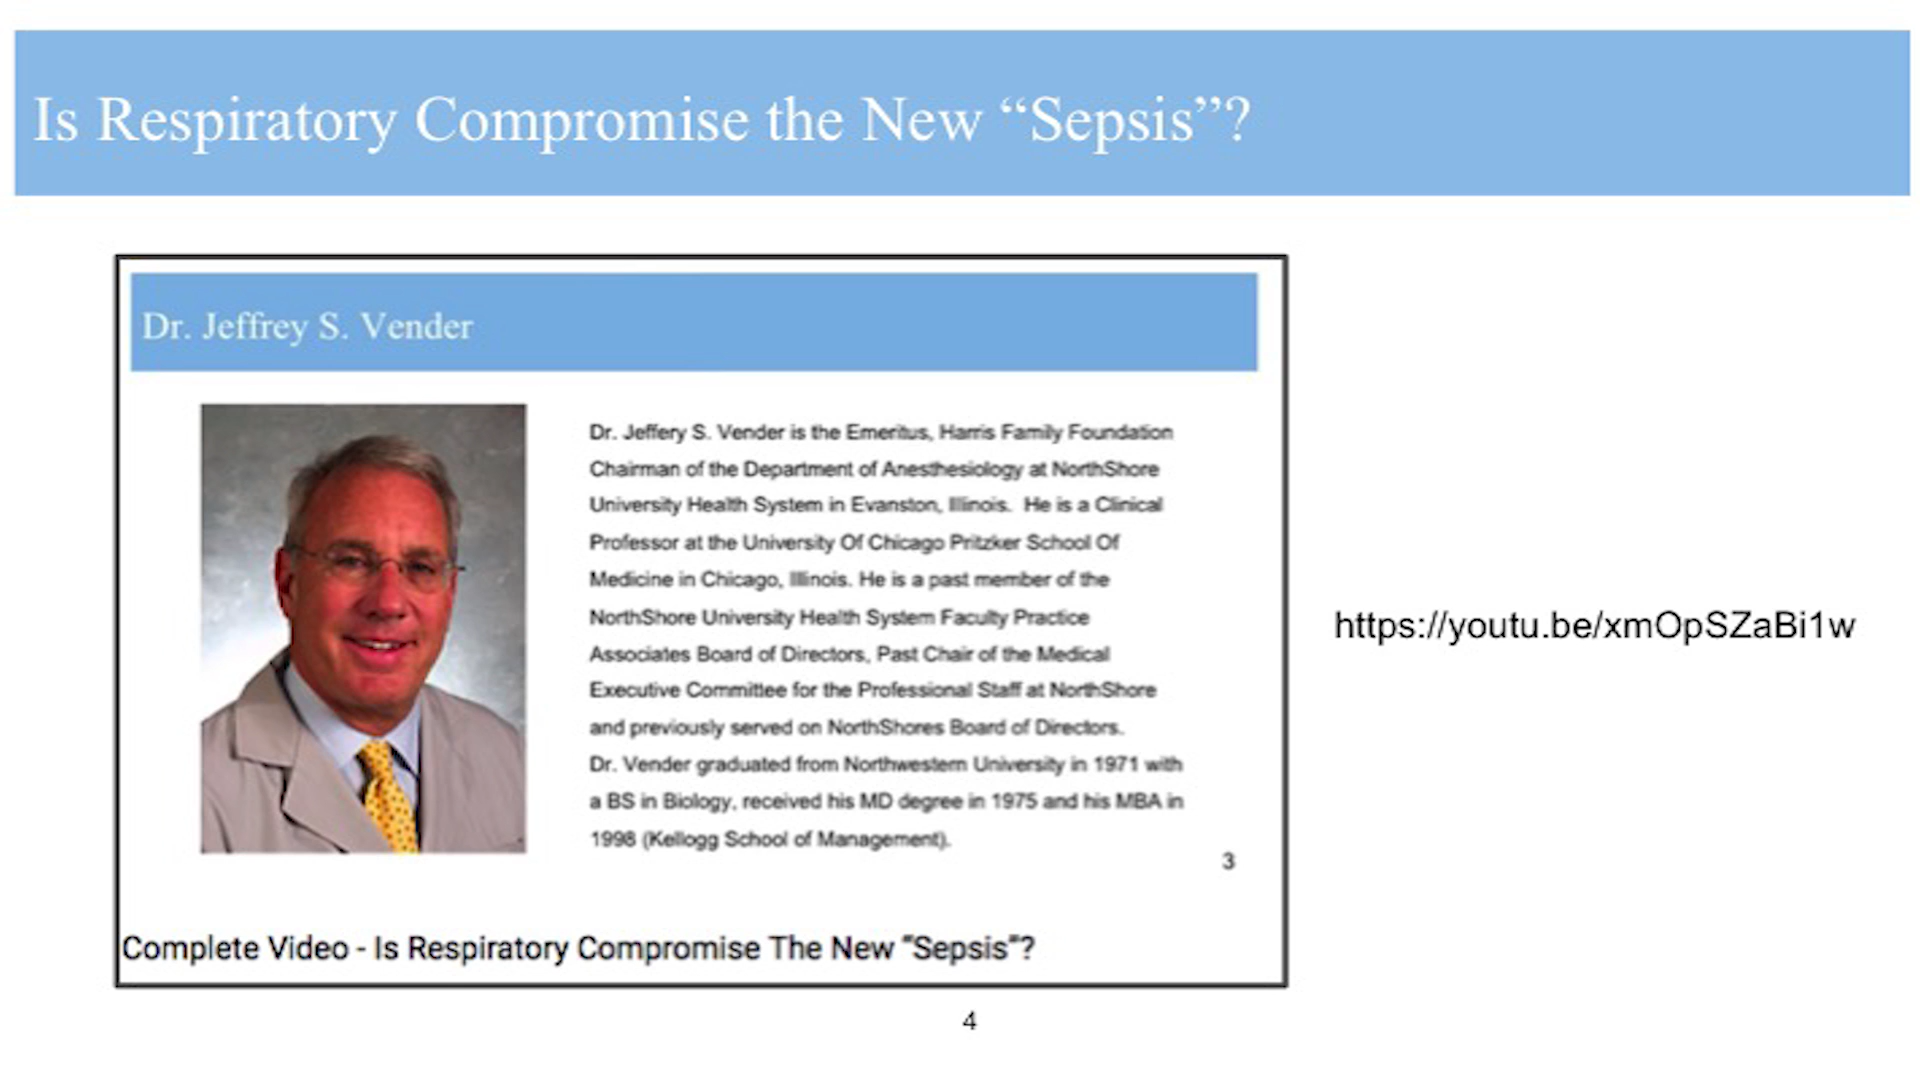 Is Respiratory Compromise the New “Sepsis”?
Dr. Jeffrey S. Vender
Dr. Jeffery S. Vender is the Emeritus, Harris Family Foundation
Chairman of the Department of Anesthesiology at NorthShore
University Health System in Evanston, Illinois.  He is a Clinical
Professor at the University Of Chicago Pritzker School Of
Medicine in Chicago, Illinois. He is a past member of the
NorthShore University Health System Faculty Practice
Associates Board of Directors, Past Chair of the Medical
Executive Committee for the Professional Staff at NorthShore
and previously served on NorthShores Board of Directors.
Dr. Vender graduated from Northwestern University in 1971 with
a BS in Biology, received his MD degree in 1975 and his MBA in
1998 (Kellogg School of Management).
3
Complete Video - Is Respiratory Compromise The New “Sepsis”?
https://youtu.be/xmOpSZaBi1w
4